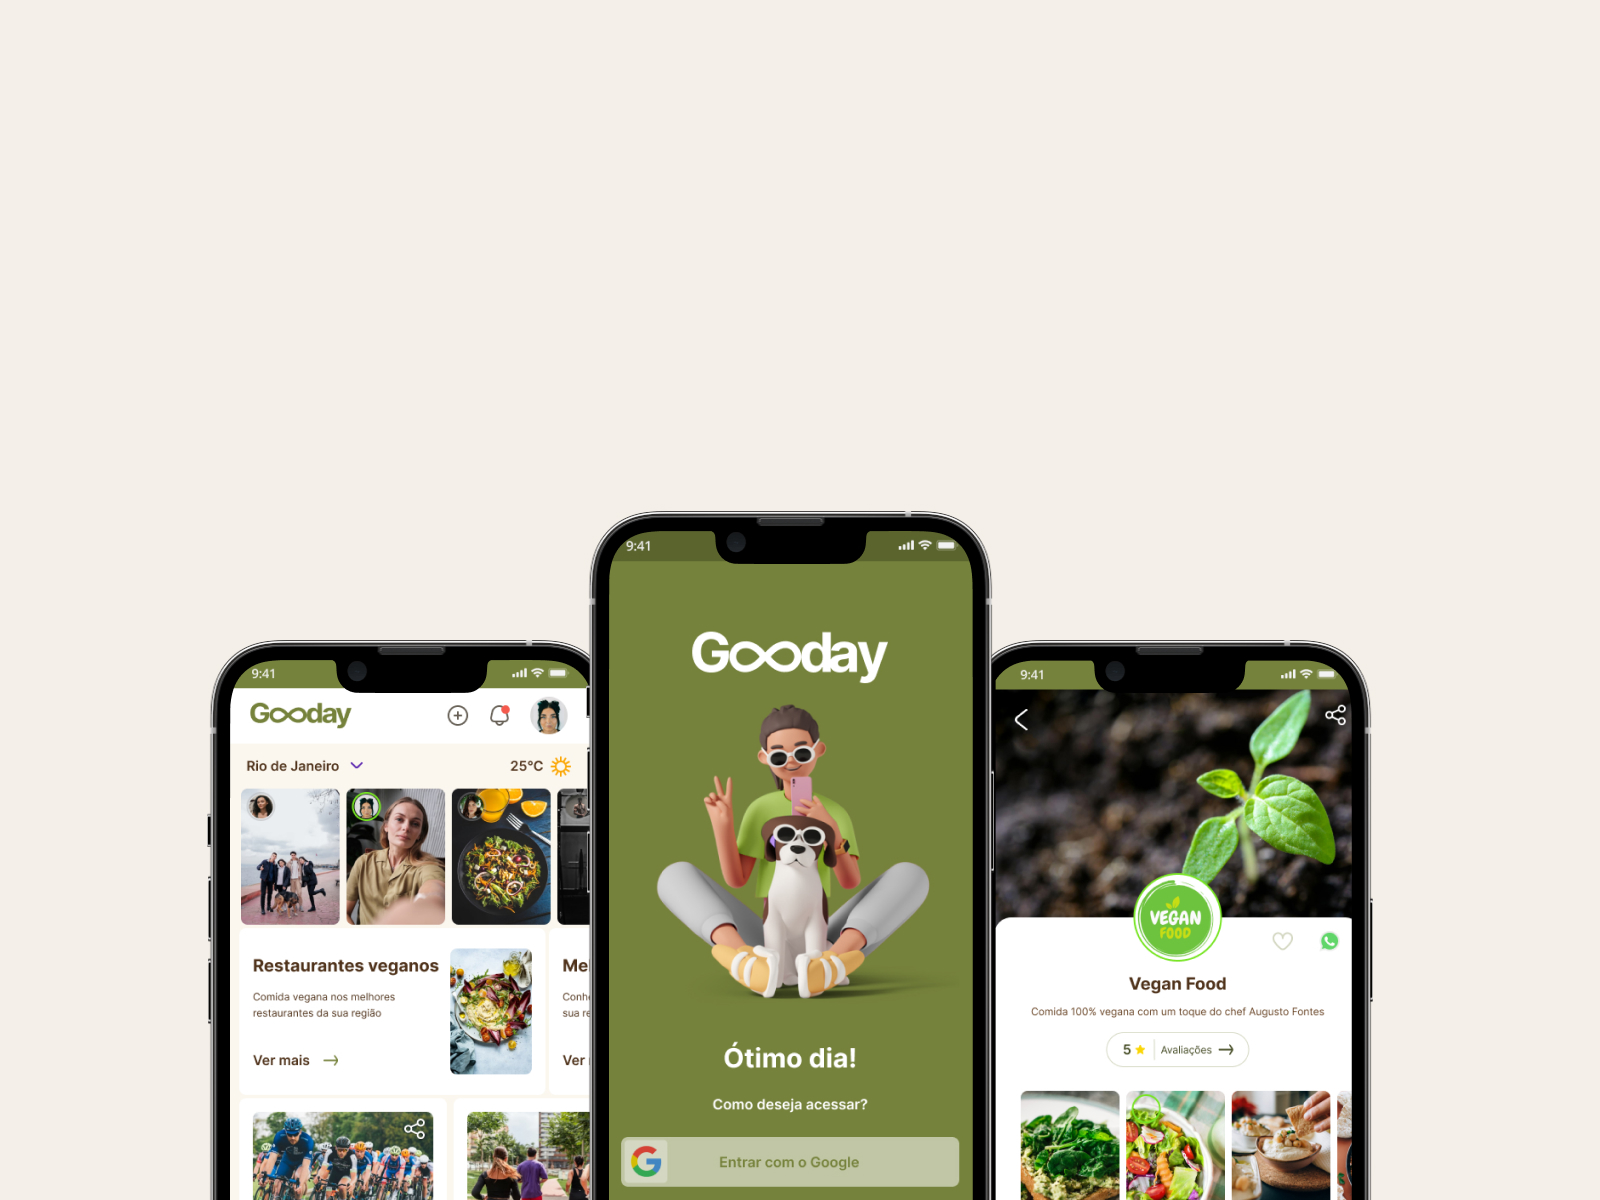 9:41
Gooday
Rio de Janeiro
25°C
Restaurantes veganos
Comida vegana nos melhores
restaurantes da sua região
Ver mais
Mel
Conhe
sua re
Ver
9:41
Gooday
Ótimo dia!
Como deseja acessar?
Entrar com o Google
9:41
VEGAN
FOOD
Vegan Food
Comida 100% vegana com um toque do chef Augusto Fontes
5
Avaliações